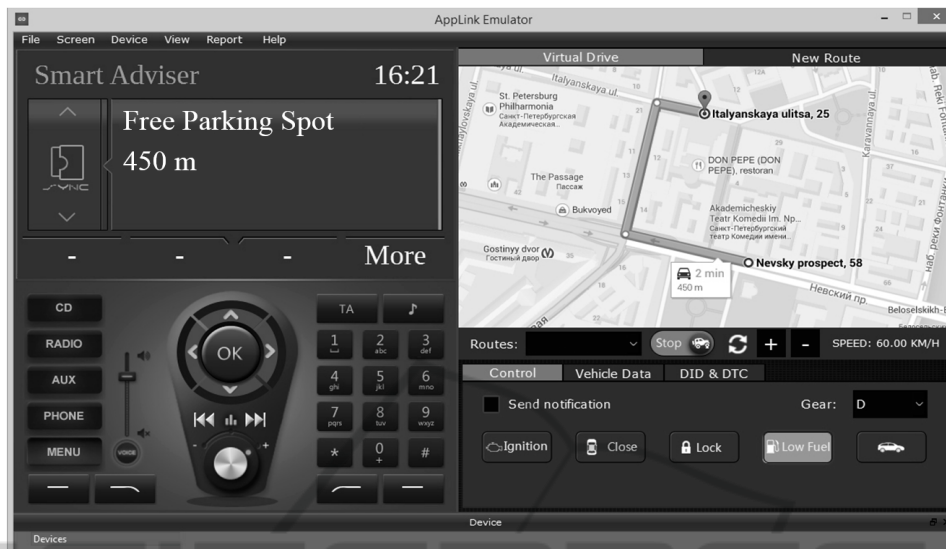 AppLink Emulator
File Screen Device View Report Help
Smart Adviser 16:21
Free Parking Spot
450 m
SYNC
- - - More
CD
RADIO
AUX
PHONE
MENU
OK
VOICE
- +
TA
1
2 abc
3 def
4 ghi
5 jkl
6 mno
7 pqrs
8 tuv
9 wxyz
*
0 +
#
Virtual Drive New Route
Italyanskaya ul.
St. Petersburg
Philharmonia
Санкт-Петербургская
Академическая...
Italyanskaya ulitsa, 25
Karavannaya ul.
DON PEPE (DON
PEPE), restoran
The Passage
Пассаж
Bukvoyed
Akademicheskiy
Teatr Komedii Im. Np...
Санкт-Петербургский
театр Комедии имени...
Gostinyy dvor
Гостиный двор
Nevsky prospect, 58
2 min
450 m
Невский пр.
наб. реки Фонтанки
Beloselskikh-
Routes: Stop + - SPEED: 60.00 KM/H
Control Vehicle Data DID & DTC
Send notification Gear: D
Ignition Close Lock Low Fuel
Device
Devices